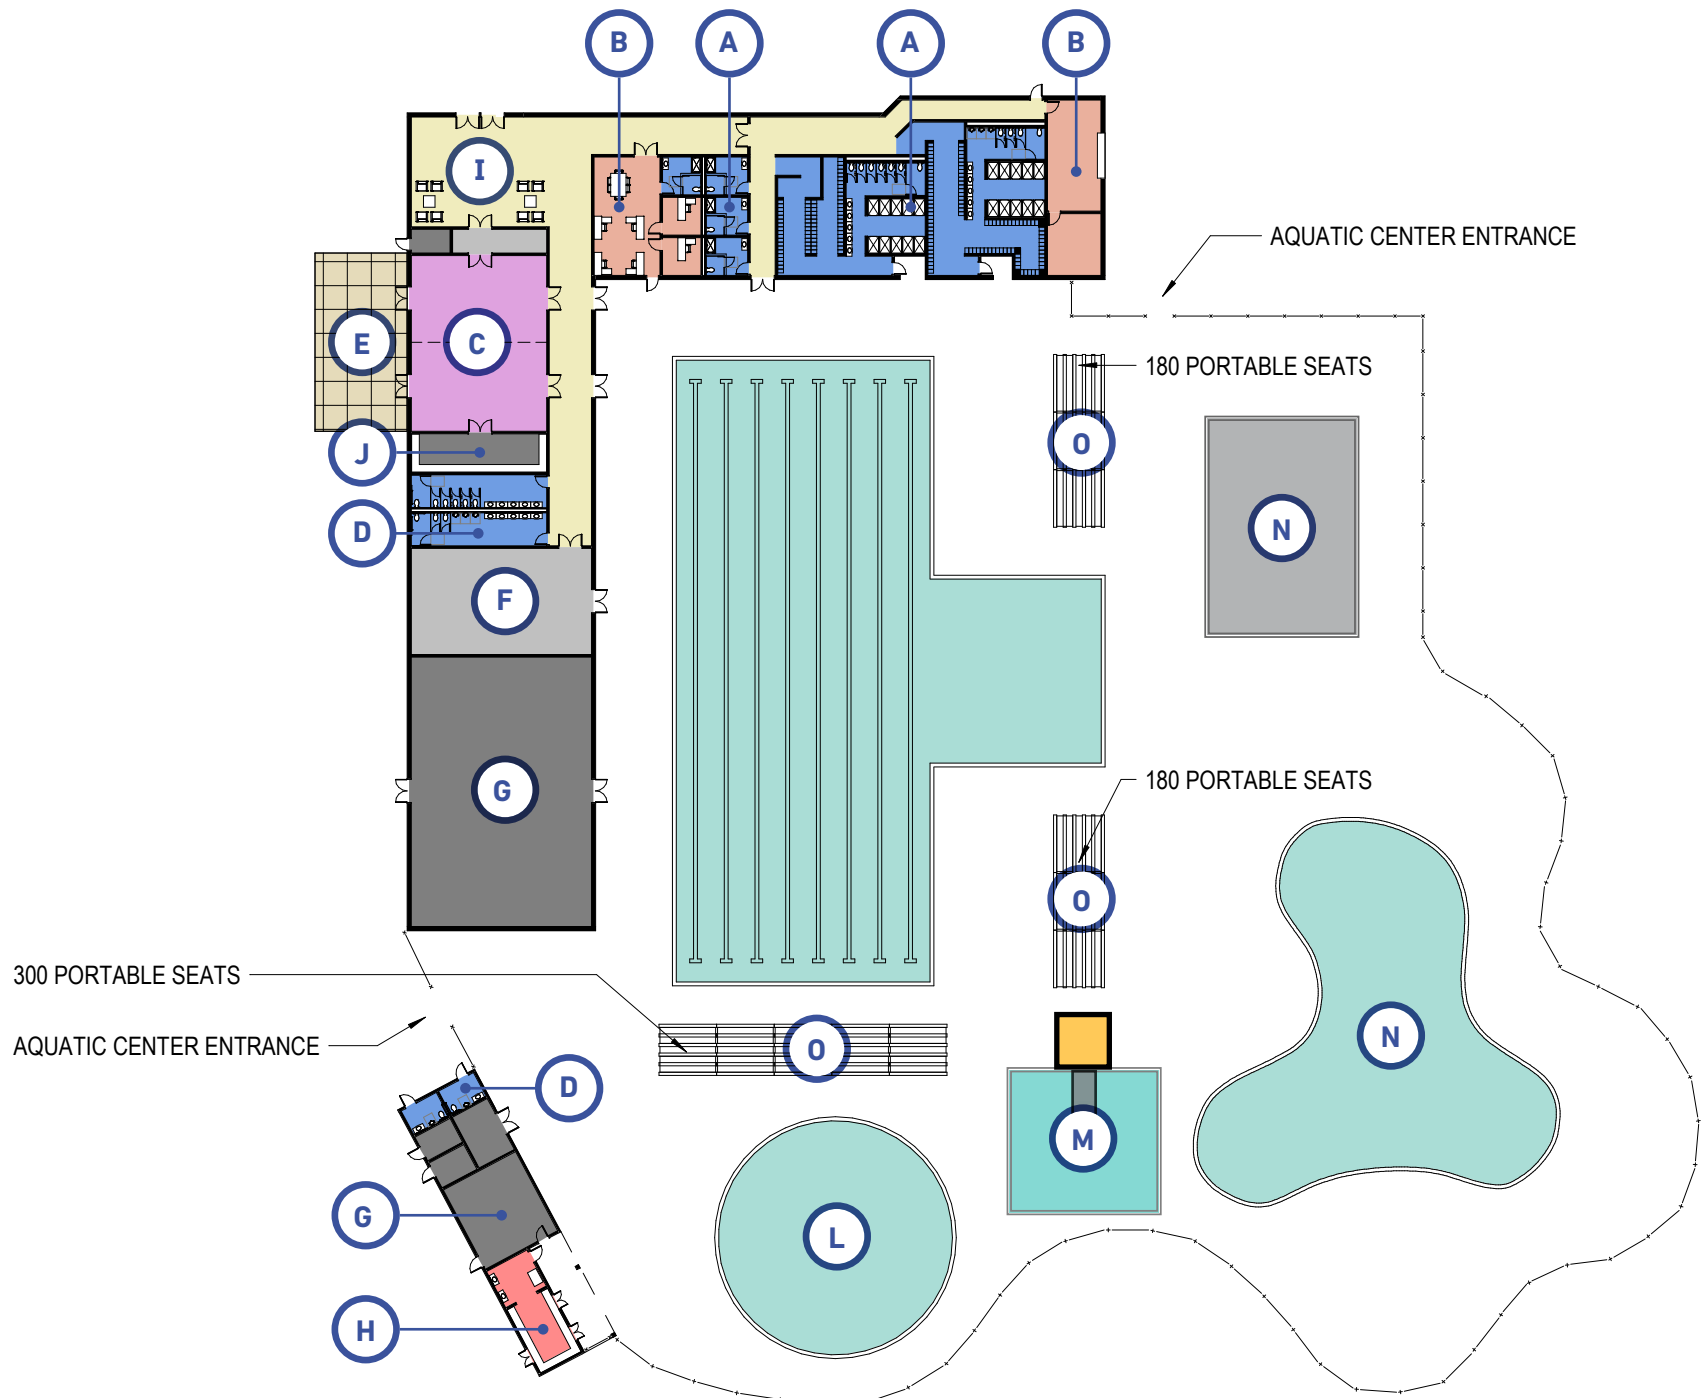 B
A
A
B
I
AQUATIC CENTER ENTRANCE
E
C
180 PORTABLE SEATS
J
O
D
N
F
G
180 PORTABLE SEATS
O
300 PORTABLE SEATS
AQUATIC CENTER ENTRANCE
O
N
D
M
G
L
H